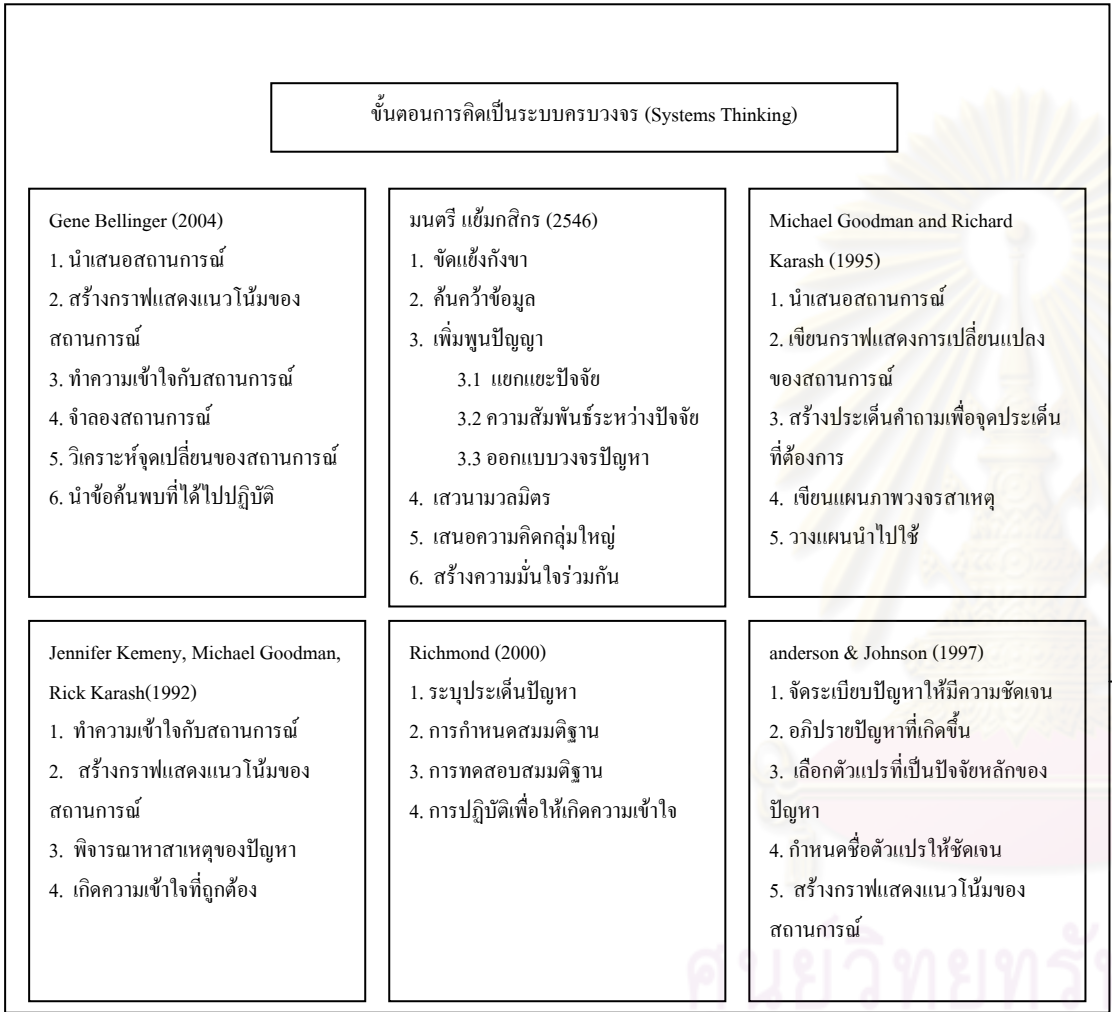 ขั้นตอนการคิดเป็นระบบครบวงจร (Systems Thinking)
Gene Bellinger (2004)
1. นำเสนอสถานการณ์
2. สร้างกราฟแสดงแนวโน้มของ
สถานการณ์
3. ทำความเข้าใจกับสถานการณ์
4. จำลองสถานการณ์
5. วิเคราะห์จุดเปลี่ยนของสถานการณ์
6. นำข้อค้นพบที่ได้ไปปฏิบัติ
มนตรี แย้มกสิกร (2546)
1. ขัดแย้งกังขา
2. ค้นคว้าข้อมูล
3. เพิ่มพูนปัญญา
3.1 แยกแยะปัจจัย
3.2 ความสัมพันธ์ระหว่างปัจจัย
3.3 ออกแบบวงจรปัญหา
4. เสวนามวลมิตร
5. เสนอความคิดกลุ่มใหญ่
6. สร้างความมั่นใจร่วมกัน
Michael Goodman and Richard
Karash (1995)
1. นำเสนอสถานการณ์
2. เขียนกราฟแสดงการเปลี่ยนแปลง
ของสถานการณ์
3. สร้างประเด็นคำถามเพื่อจุดประเด็น
ที่ต้องการ
4. เขียนแผนภาพวงจรสาเหตุ
5. วางแผนนำไปใช้
Jennifer Kemeny, Michael Goodman,
Rick Karash(1992)
1. ทำความเข้าใจกับสถานการณ์
2. สร้างกราฟแสดงแนวโน้มของ
สถานการณ์
3. พิจารณาหาสาเหตุของปัญหา
4. เกิดความเข้าใจที่ถูกต้อง
Richmond (2000)
1. ระบุประเด็นปัญหา
2. การกำหนดสมมติฐาน
3. การทดสอบสมมติฐาน
4. การปฏิบัติเพื่อให้เกิดความเข้าใจ
anderson & Johnson (1997)
1. จัดระเบียบปัญหาให้มีความชัดเจน
2. อภิปรายปัญหาที่เกิดขึ้น
3. เลือกตัวแปรที่เป็นปัจจัยหลักของ
ปัญหา
4. กำหนดชื่อตัวแปรให้ชัดเจน
5. สร้างกราฟแสดงแนวโน้มของ
สถานการณ์